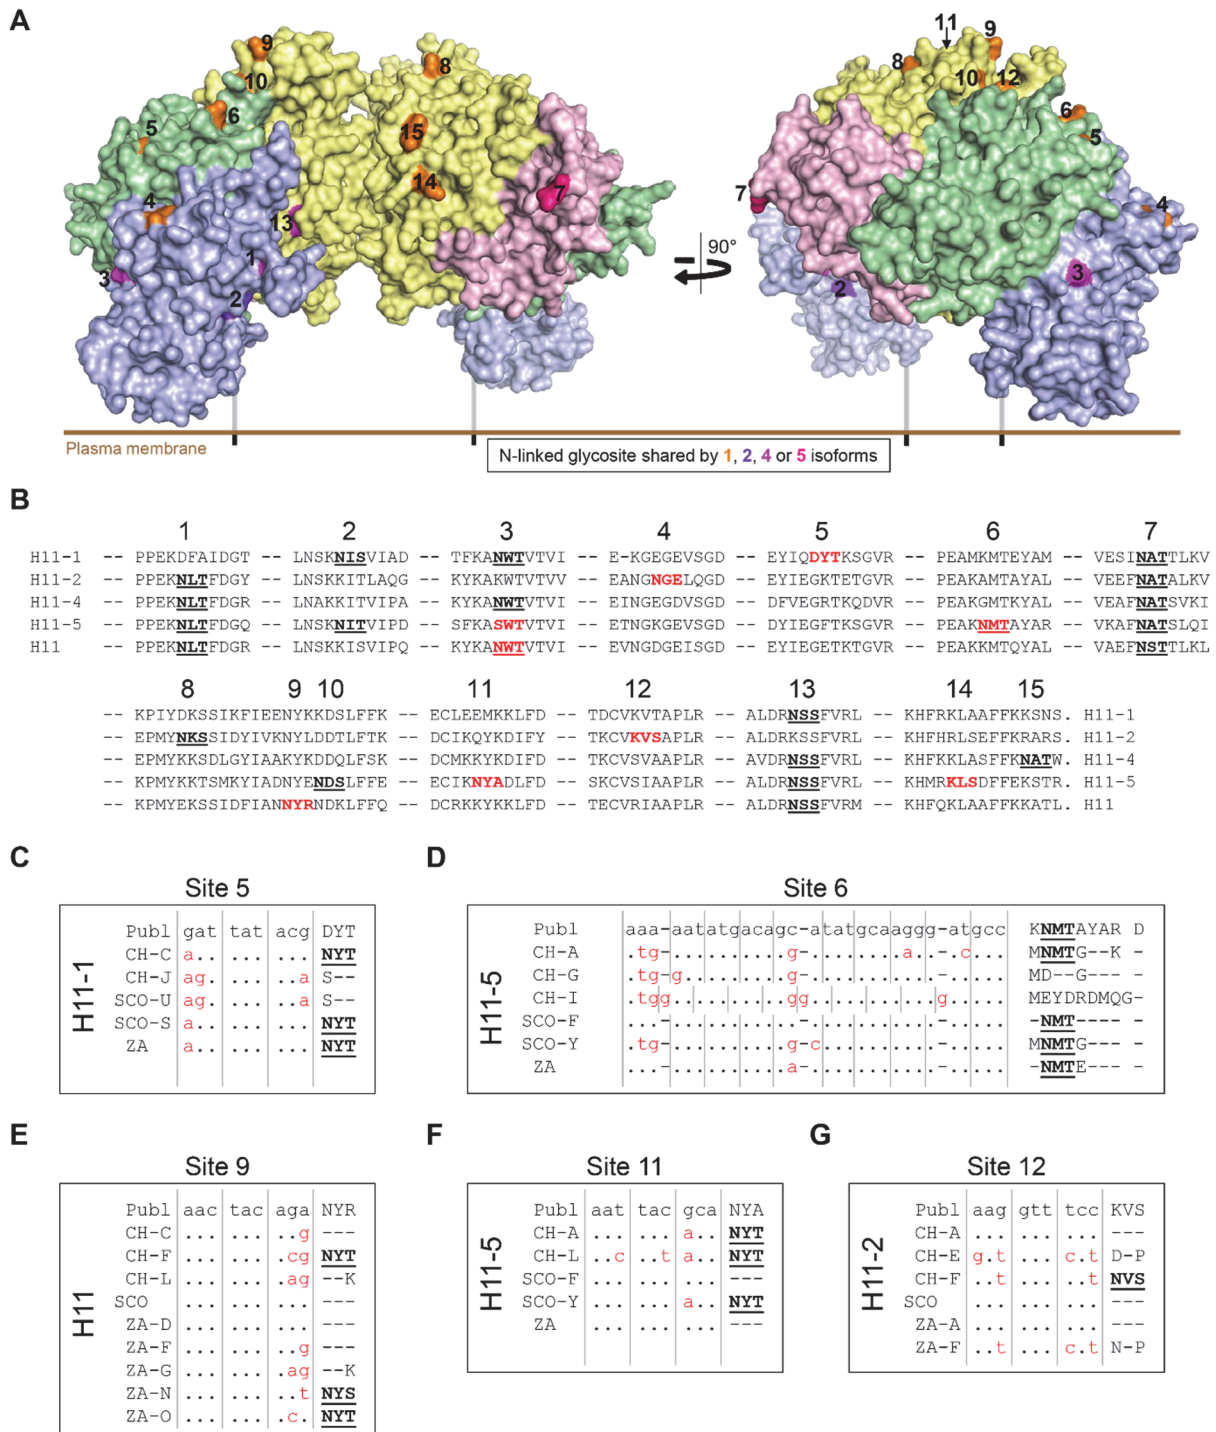 A
9
10
6
5
4
3
13
1
2
8
15
14
7
90°
11
9
8
10
12
6
5
7
4
3
2
Plasma membrane
N-linked glycosite shared by 1, 2, 4 or 5 isoforms
B
1 2 3 4 5 6 7
H11-1 -- PPEKDFAIDGT -- LNSKNISVIAD -- TFKANWTVTVI -- E-KGEGEVSGD -- EYIQDYTKSGVR -- PEAMKMTEYAM -- VESINATTLKV
H11-2 -- PPEKNLTFDGY -- LNSKKITLAQG -- KYKAKWTVTVV -- EANGNGELQGD -- EYIEGKTETGVR -- PEAKAMTAYAL -- VEEFNATALKV
H11-4 -- PPEKNLTFDGR -- LNAKKITVIPA -- KYKANWTVTVI -- EINGEGDVSGD -- DFVEGRTKQDVR -- PEAKGMTKYAL -- VEAFNATSVKI
H11-5 -- PPEKNLTFDGQ -- LNSKNITVIPD -- SFKASWTVTVI -- ETNGKGEVSGD -- EYIEGKTTSGVR -- PEAKNMTAYAR -- VKAFNATSLQI
H11 -- PPEKNLTFDGR -- LNAKKISVIPQ -- KYKANWTVTVI -- EVNGDGEISGD -- EYIEGETKTGVR -- PEAKKMTQYAL -- VAEFNSTTLKL
8 9 10 11 12 13 14 15
-- KPIYDKSSIKFIEENYKKDSLFFK -- ECLEEMKKLFD -- TDCVKVTAPLR -- ALDRNSSFVRL -- KHFRKLAAFFKKSNS. H11-1
-- EPMYNKSSIDYIVKNYLDDTLFTK -- DCIKQYKDIFY -- TKCVKVSAPLR -- ALDRKSSFVRL -- KHFHRLSEFFKRARS. H11-2
-- EPMYEKSSDLGYIAAKYKDDQLFSK -- DCMKKYKDIFD -- TKCVSVAAPLR -- AVDRNSSFVRL -- KHFRKLAAFFKKNATW. H11-4
-- KPMYYKKTSMKYIADNYENDSLFFE -- ECIKNYADLFD -- SKCVSIAAPLR -- ALDRNSSFVRL -- KHMRKLSDFFEKSTR. H11-5
-- KPMYEKSSIDFIANNYRNDKLFFQ -- DCRKKYKKLFD -- TECVRIAAPLR -- ALDRNSSFVRM -- KHFQKLAAFFKKATL. H11
C
Site 5
H11-1
Publ gat tat acg DYT
CH-C a.. ... ... NYT
CH-J ag. ... ..a S--
SCO-U ag. ... ..a S--
SCO-S a.. ... ... NYT
ZA a.. ... ... NYT
D
Site 6
H11-5
Publ aaa-aatatgacagc-atatgcaaggg-atgcc KNMTAYAR D
CH-A .tg-..........g-........a..-.c... MNMTG--K -
CH-G .tg-g.........g-...........-..... MD--G--- -
CH-I .tgg..........gg...........g..... MEYDRDMQG-
SCO-F ...-...........-...........-..... -NMT---- -
SCO-Y .tg-..........g-c..........-..... MNMTG--- -
ZA ...-..........a-...........-..... -NMTE--- -
E
Site 9
H11
Publ aac tac aga NYR
CH-C ... ... ..g ---
CH-F ... ... .cg NYT
CH-L ... ... .ag --K
SCO ... ... ... ---
ZA-D ... ... ... ---
ZA-F ... ... ..g ---
ZA-G ... ... .ag --K
ZA-N ... ... ..t NYS
ZA-O ... ... .c. NYT
F
Site 11
H11-5
Publ aat tac gca NYA
CH-A ... ... a.. NYT
CH-L ..c ..t a.. NYT
SCO-F ... ... ... ---
SCO-Y ... ... a.. NYT
ZA ... ... ... ---
G
Site 12
H11-2
Publ aag gtt tcc KVS
CH-A ... ... ... ---
CH-E g.t ... c.t D-P
CH-F ..t ... ..t NVS
SCO ... ... ... ---
ZA-A ... ... ... ---
ZA-F ..t ... c.t N-P